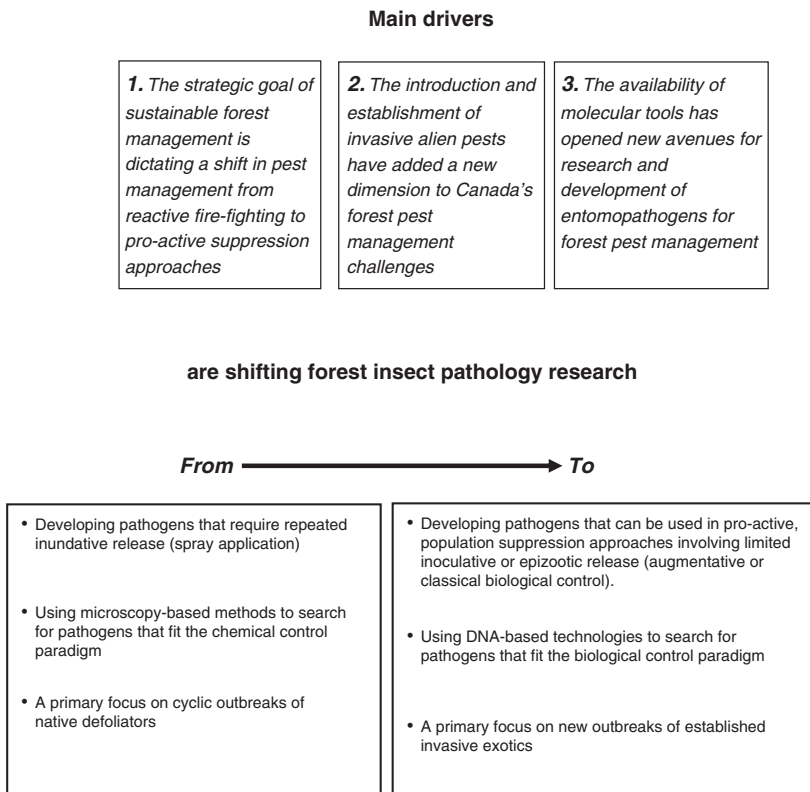 Main drivers
1. The strategic goal of
sustainable forest
management is
dictating a shift in pest
management from
reactive fire-fighting to
pro-active suppression
approaches
2. The introduction and
establishment of
invasive alien pests
have added a new
dimension to Canada's
forest pest
management
challenges
3. The availability of
molecular tools has
opened new avenues for
research and
development of
entomopathogens for
forest pest management
are shifting forest insect pathology research
From
To
• Developing pathogens that require repeated
inundative release (spray application)
• Using microscopy-based methods to search
for pathogens that fit the chemical control
paradigm
• A primary focus on cyclic outbreaks of
native defoliators
• Developing pathogens that can be used in pro-active,
population suppression approaches involving limited
inoculative or epizootic release (augmentative or
classical biological control).
• Using DNA-based technologies to search for
pathogens that fit the biological control paradigm
• A primary focus on new outbreaks of established
invasive exotics